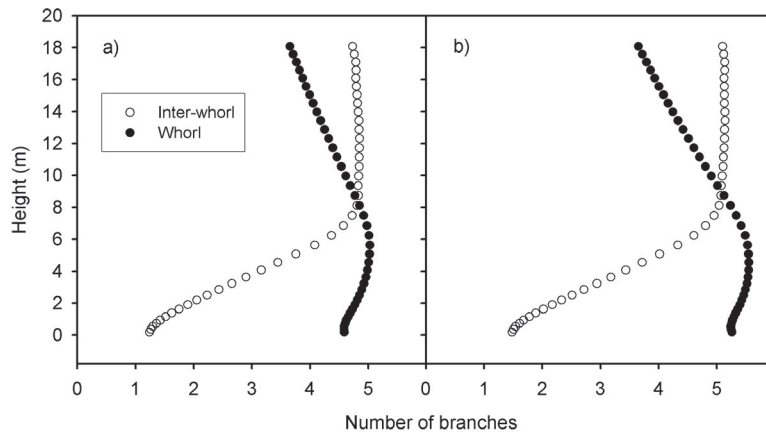 a)
b)
Inter-whorl
Whorl
Height (m)
20
18
16
14
12
10
8
6
4
2
0
0 1 2 3 4 5 0 1 2 3 4 5
Number of branches